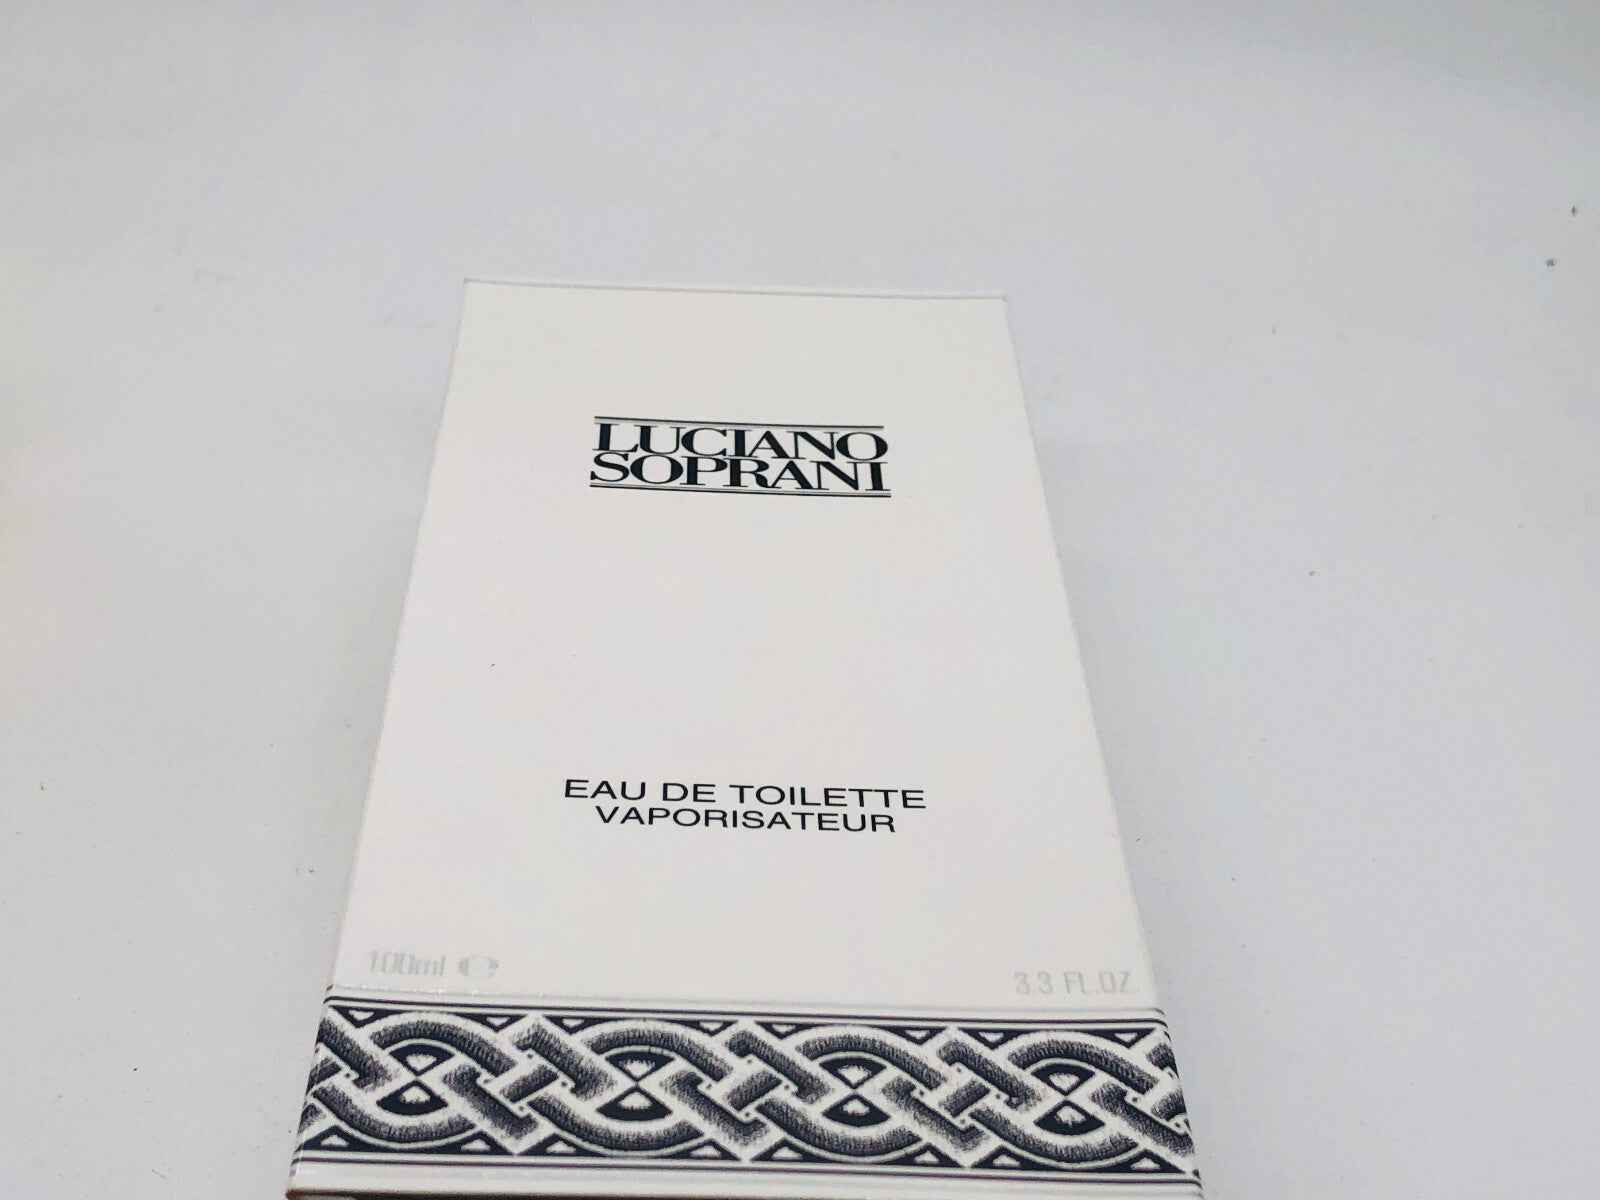 LUCIANO
SOPRANI
EAU DE TOILETTE
VAPORISATEUR
100ml ℮ 3.3 FL.OZ